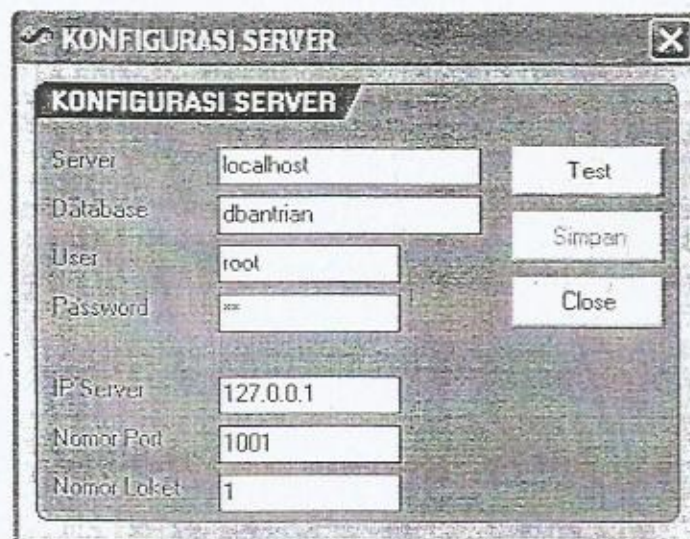 KONFIGURASI SERVER
KONFIGURASI SERVER
Server localhost Test
Database dbantrian
Simpan
User root
Password ** Close
IP Server 127.0.0.1
Nomor Port 1001
Nomor Loket 1